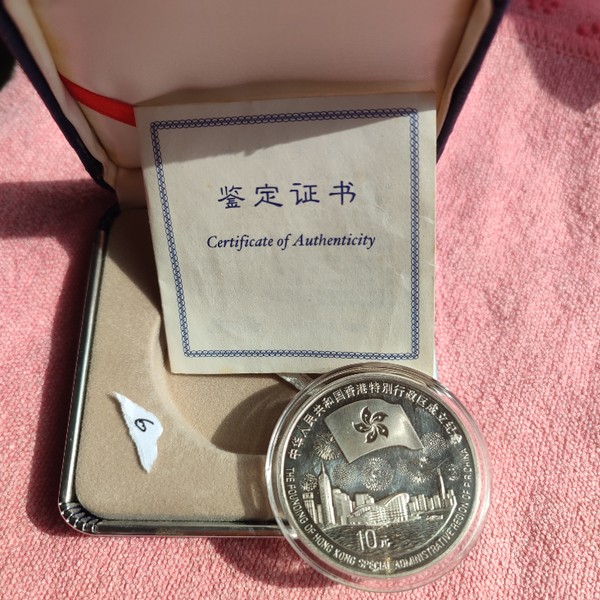 鉴定证书
Certificate of Authenticity
6
中华人民共和国香港特别行政区成立纪念
THE FOUNDING OF HONG KONG SPECIAL ADMINISTRATIVE REGION OF P.R.CHINA
10元